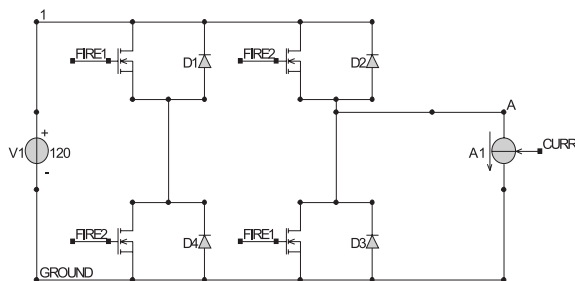 1
FIRE1
D1
FIRE2
D2
A
V1
+
120
-
A1
CURR
FIRE2
D4
FIRE1
D3
GROUND